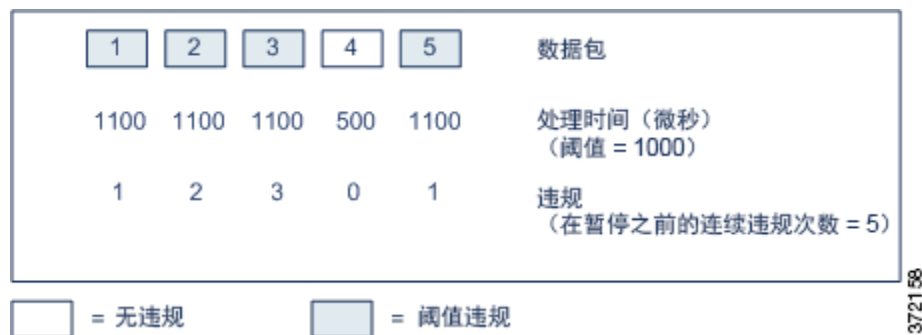 1 2 3 4 5 数据包
1100 1100 1100 500 1100 处理时间（微秒）
（阈值 = 1000）
1 2 3 0 1 违规
（在暂停之前的连续违规次数 = 5）
= 无违规 = 阈值违规
372158